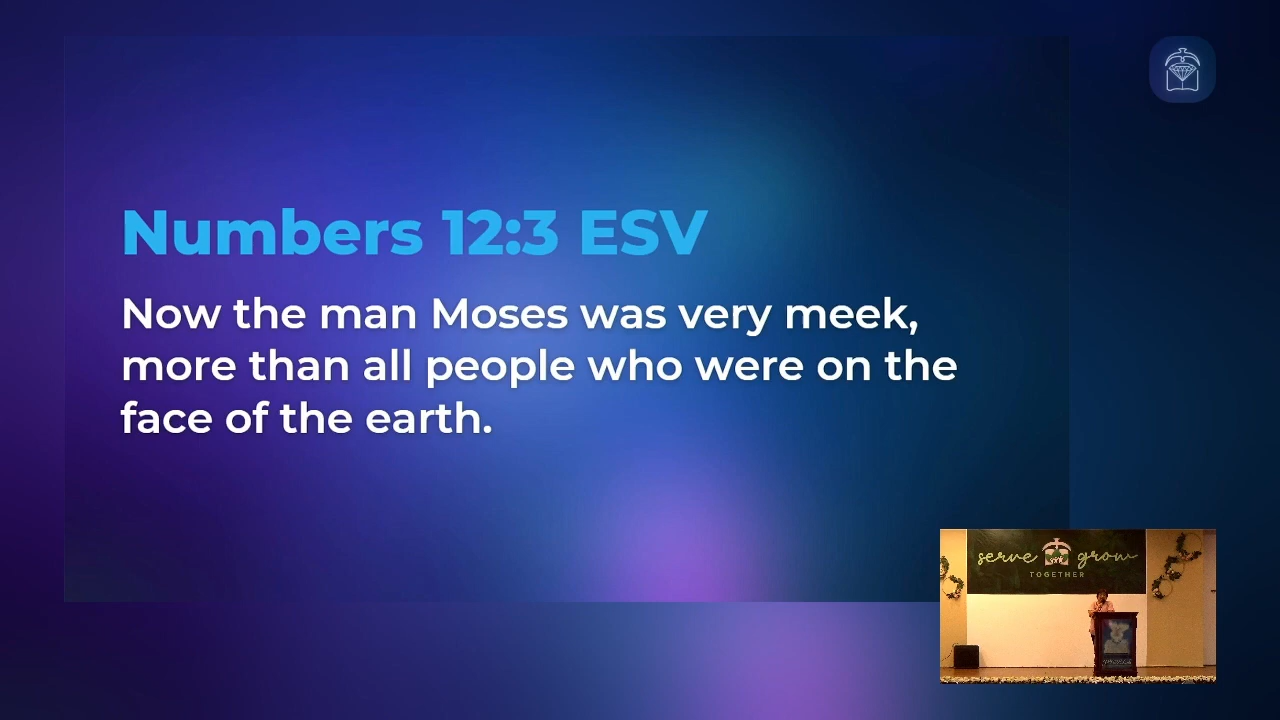 Numbers 12:3 ESV
Now the man Moses was very meek,
more than all people who were on the
face of the earth.
serve grow
TOGETHER